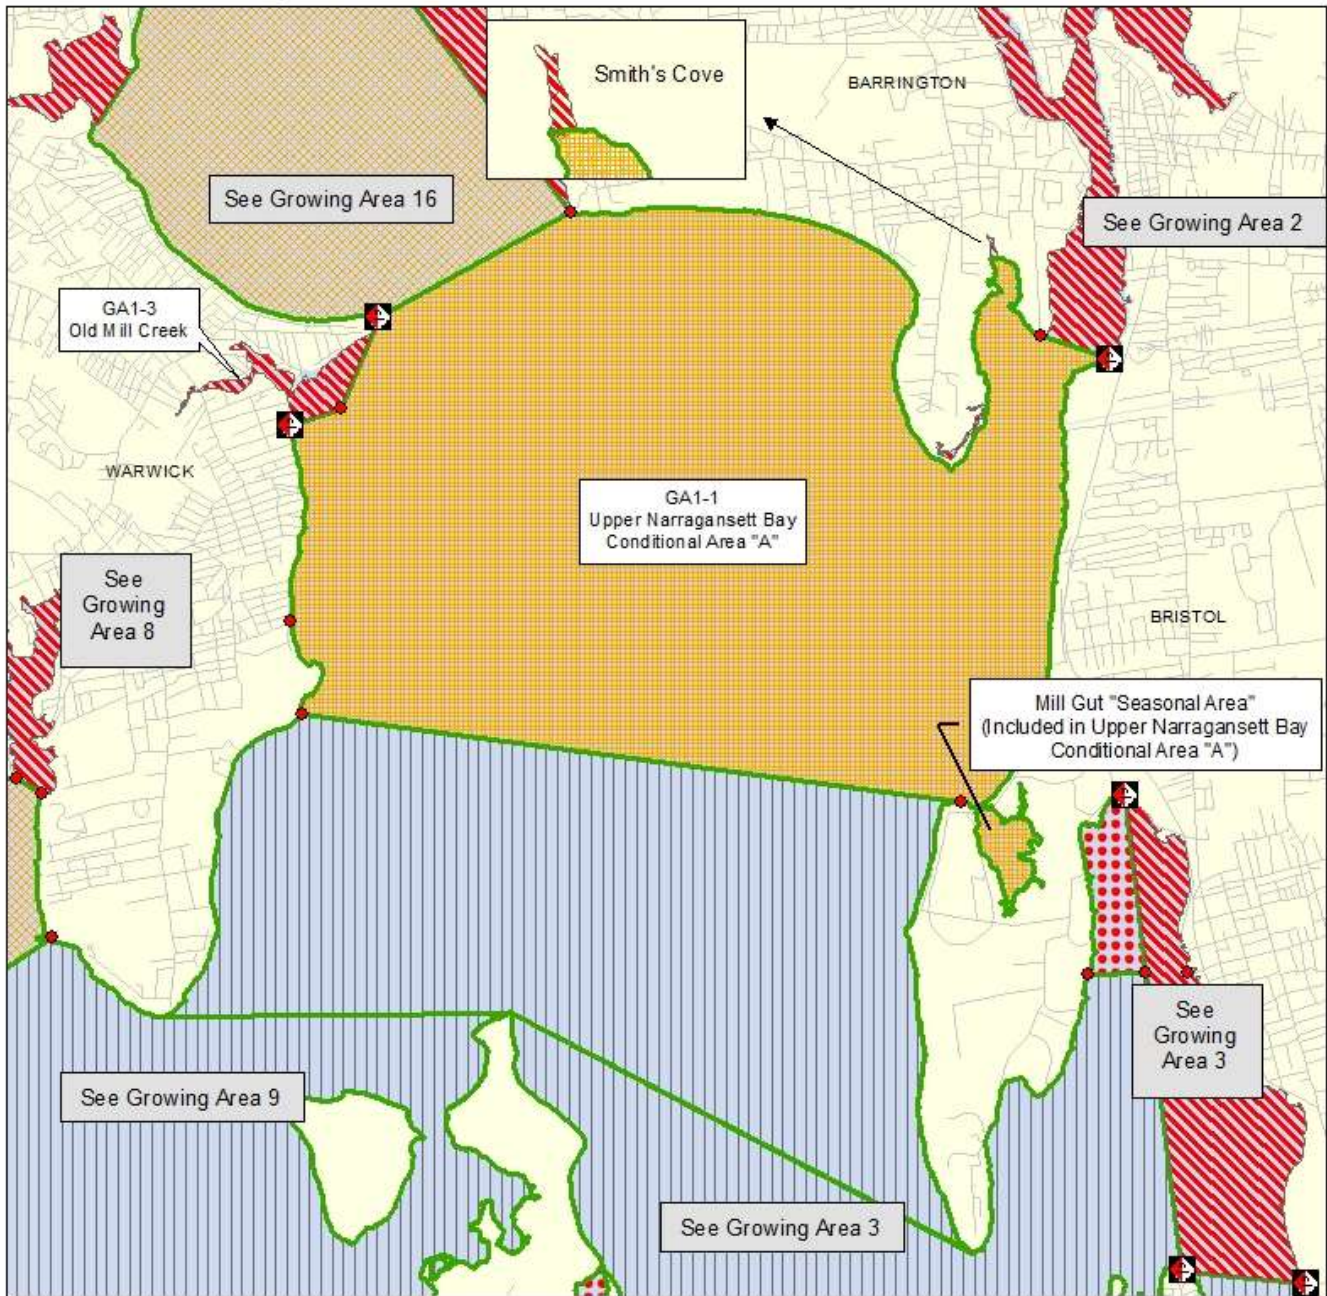 Smith's Cove
BARRINGTON
See Growing Area 16
See Growing Area 2
GA1-3
Old Mill Creek
WARWICK
GA1-1
Upper Narragansett Bay
Conditional Area "A"
See
Growing
Area 8
BRISTOL
Mill Gut "Seasonal Area"
(Included in Upper Narragansett Bay
Conditional Area "A")
See
Growing
Area 3
See Growing Area 9
See Growing Area 3